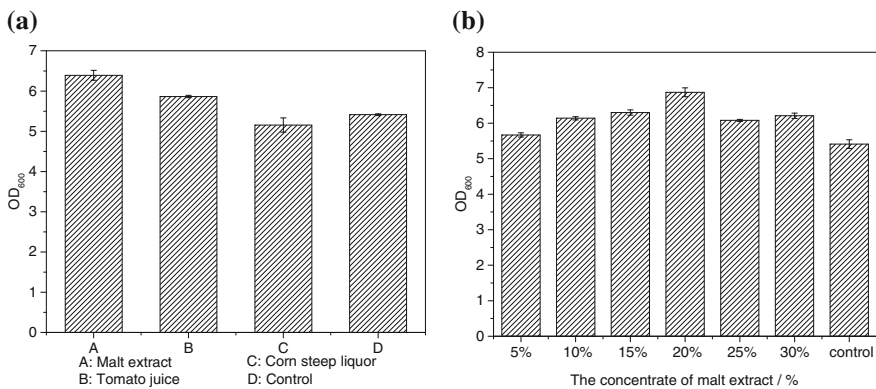 (a)
7
6
5
4
3
2
1
0
OD600
A B C D
A: Malt extract C: Corn steep liquor
B: Tomato juice D: Control
(b)
8
7
6
5
4
3
2
1
0
OD600
5% 10% 15% 20% 25% 30% control
The concentrate of malt extract / %